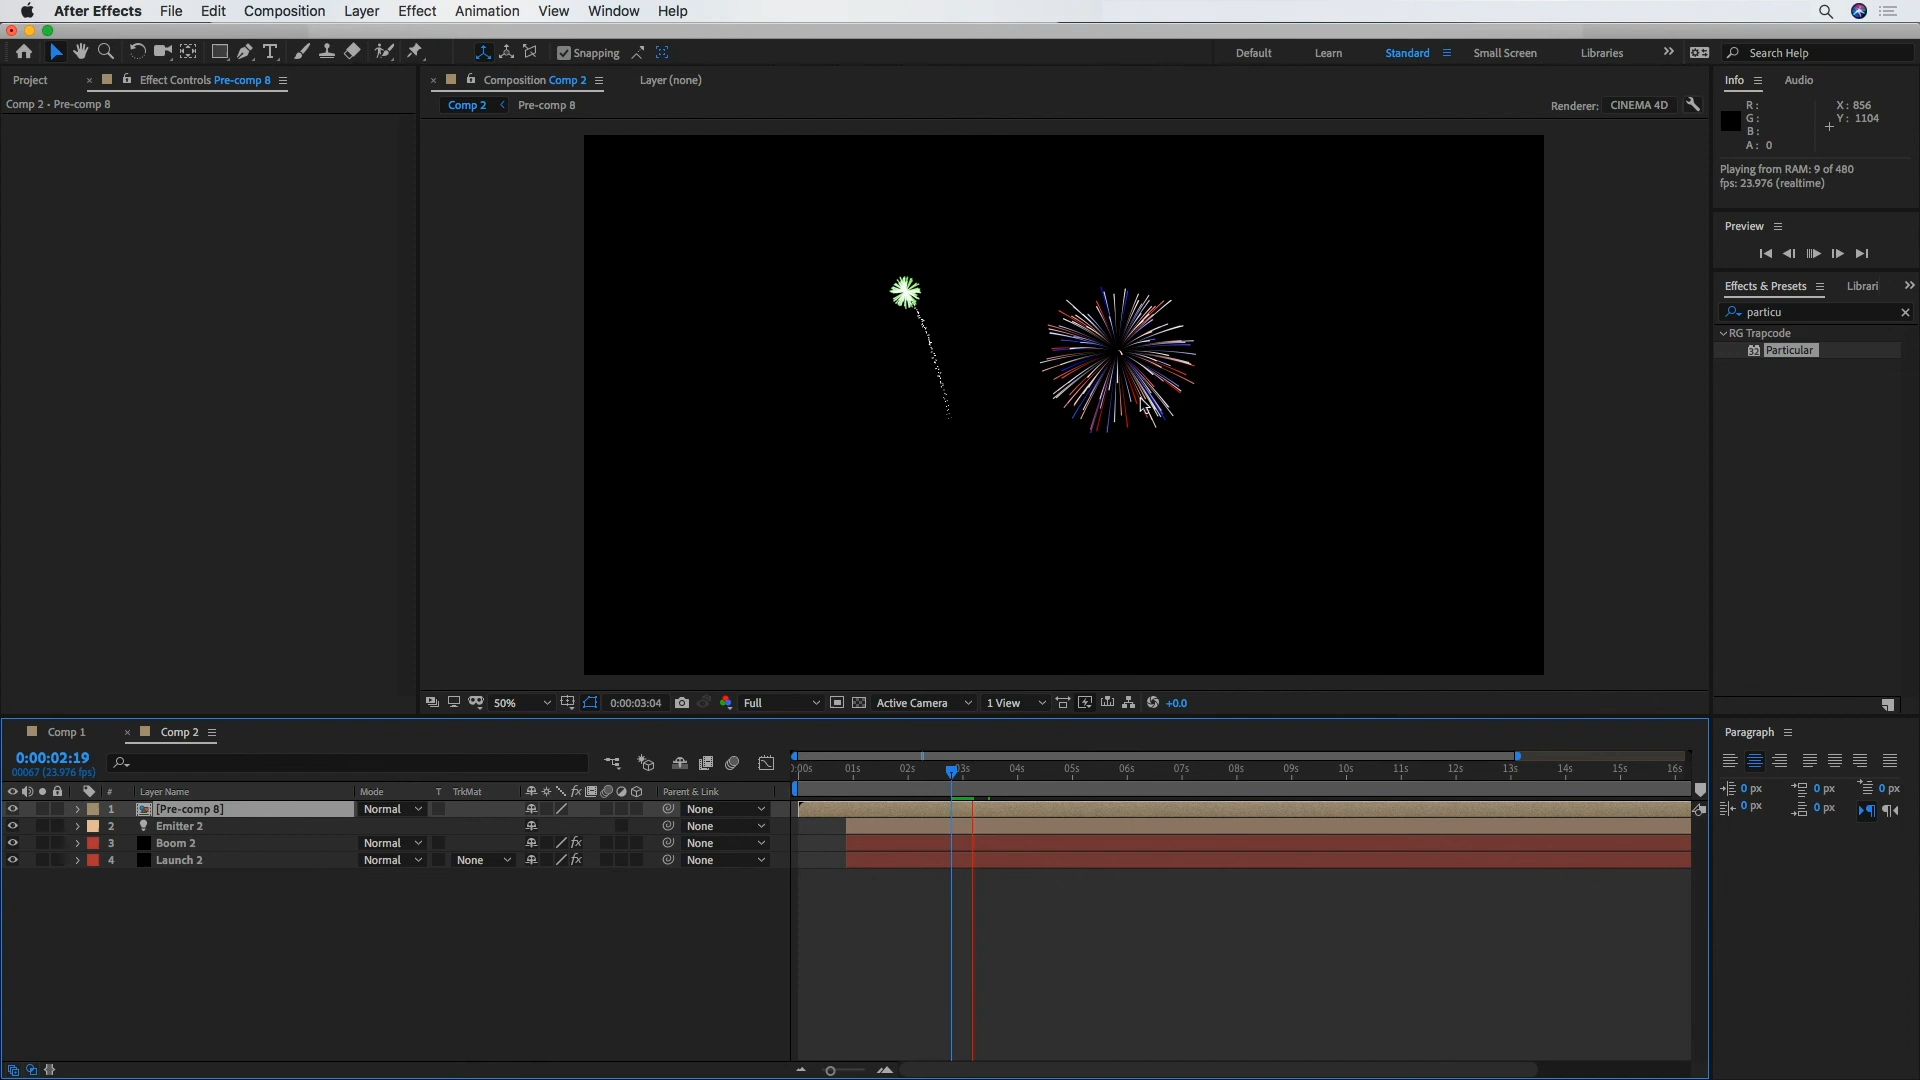 After Effects File Edit Composition Layer Effect Animation View Window Help
Snapping Default Learn Standard Small Screen Libraries Search Help
Project Effect Controls Pre-comp 8 Composition Comp 2 Layer (none) Info Audio
Comp 2 • Pre-comp 8
Comp 2 Pre-comp 8 Renderer: CINEMA 4D
R: X: 856
G: Y: 1104
B:
A: 0
Playing from RAM: 9 of 480
fps: 23.976 (realtime)
Preview
Effects & Presets Librari
particu
RG Trapcode
32 Particular
50% 0:00:03:04 Full Active Camera 1 View +0.0
Comp 1 Comp 2 Paragraph
0:00:02:19
00067 (23.976 fps)
0:00s 01s 02s 03s 04s 05s 06s 07s 08s 09s 10s 11s 12s 13s 14s 15s 16s
# Layer Name Mode T TrkMat fx Parent & Link
0 px 0 px 0 px
0 px 0 px
1 [Pre-comp 8] Normal None
2 Emitter 2 None
3 Boom 2 Normal fx None
4 Launch 2 Normal None fx None